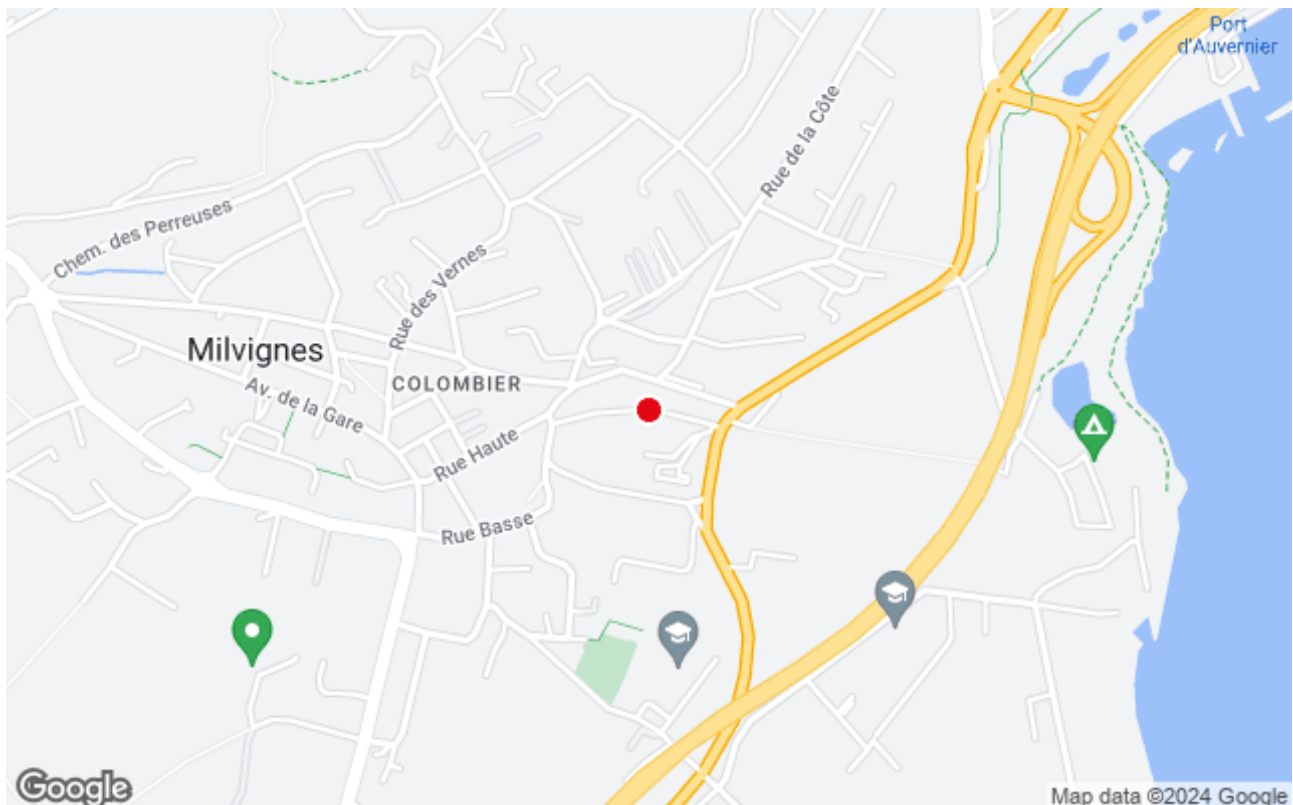 Port
d'Auvernier
Rue de la Côte
Chem. des Perreuses
Rue des Vernes
Milvignes
COLOMBIER
Av. de la Gare
Rue Haute
Rue Basse
Google
Map data ©2024 Google